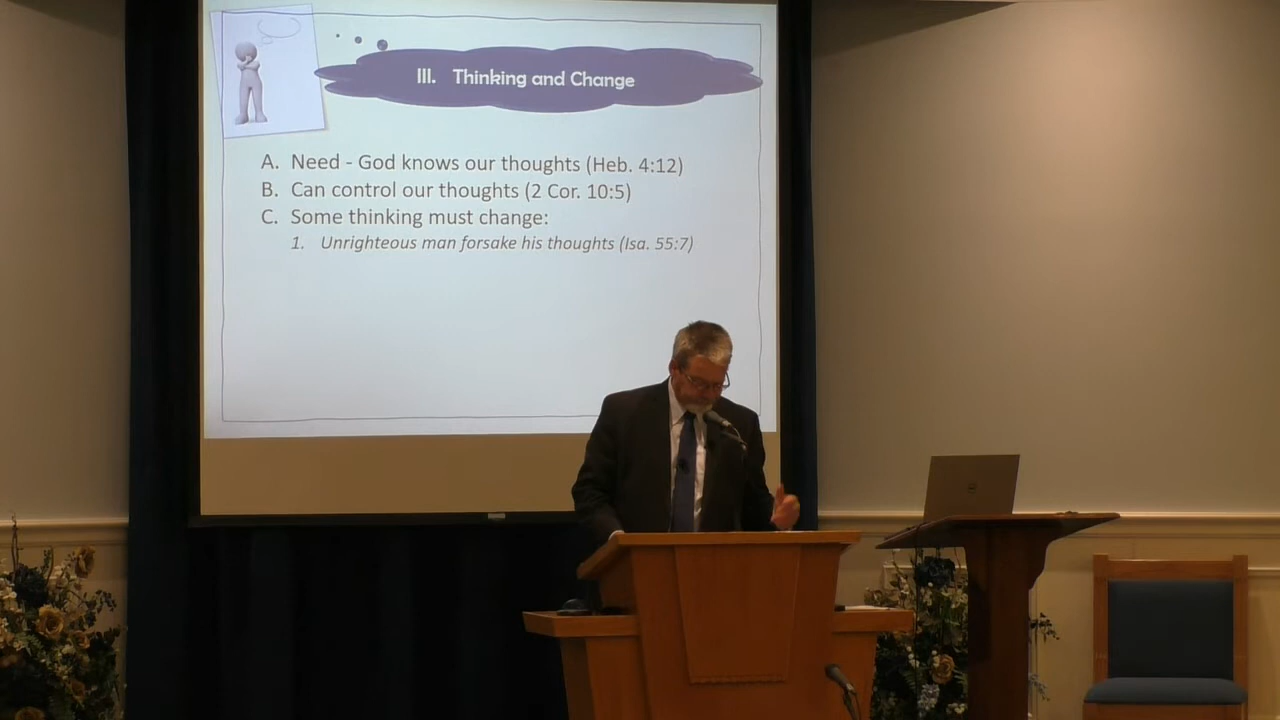 III. Thinking and Change
A. Need - God knows our thoughts (Heb. 4:12)
B. Can control our thoughts (2 Cor. 10:5)
C. Some thinking must change:
1. Unrighteous man forsake his thoughts (Isa. 55:7)
DELL